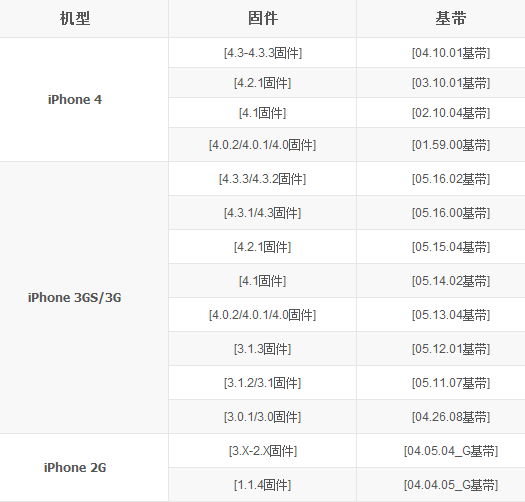 机型 固件 基带
iPhone 4
[4.3-4.3.3固件] [04.10.01基带]
[4.2.1固件] [03.10.01基带]
[4.1固件] [02.10.04基带]
[4.0.2/4.0.1/4.0固件] [01.59.00基带]
iPhone 3GS/3G
[4.3.3/4.3.2固件] [05.16.02基带]
[4.3.1/4.3固件] [05.16.00基带]
[4.2.1固件] [05.15.04基带]
[4.1固件] [05.14.02基带]
[4.0.2/4.0.1/4.0固件] [05.13.04基带]
[3.1.3固件] [05.12.01基带]
[3.1.2/3.1固件] [05.11.07基带]
[3.0.1/3.0固件] [04.26.08基带]
iPhone 2G
[3.X-2.X固件] [04.05.04_G基带]
[1.1.4固件] [04.04.05_G基带]